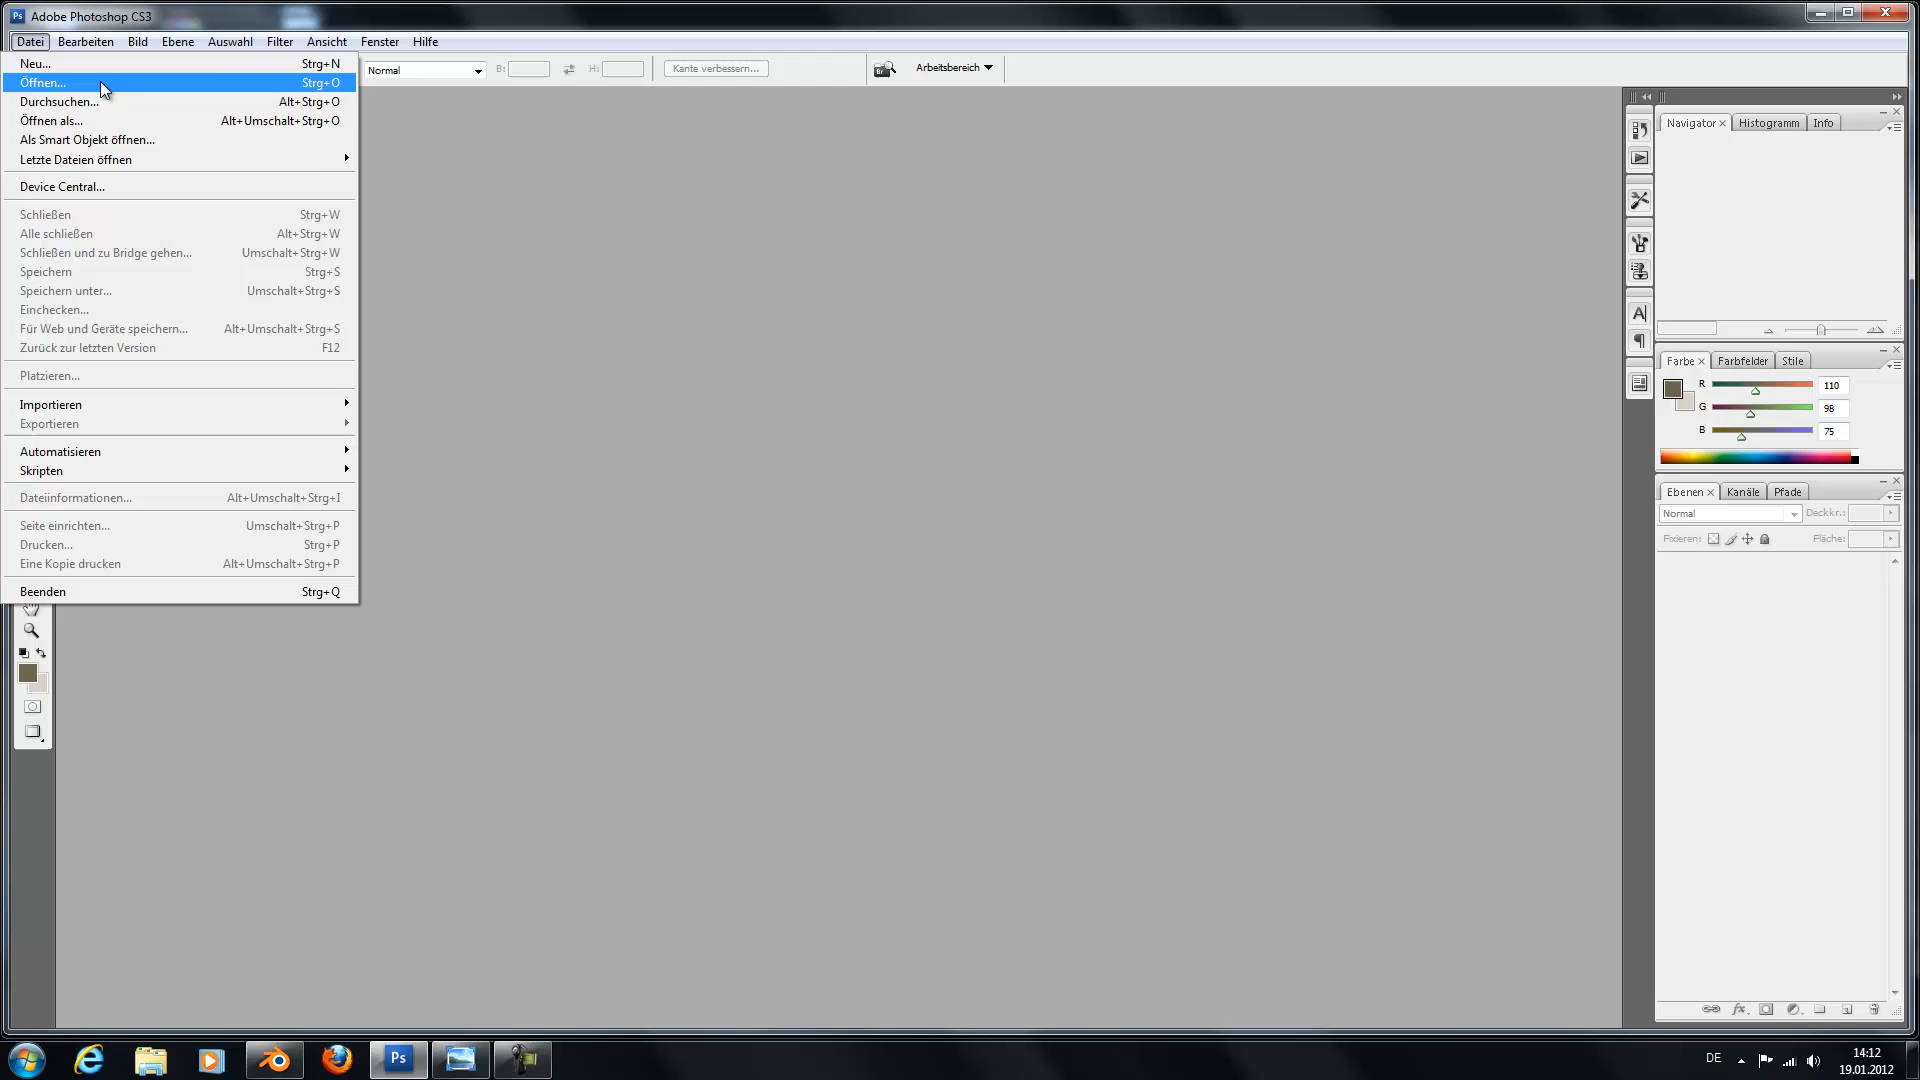 Adobe Photoshop CS3
Datei Bearbeiten Bild Ebene Auswahl Filter Ansicht Fenster Hilfe
Normal B: H: Kante verbessern... Br Arbeitsbereich
Neu... Strg+N
Öffnen... Strg+O
Durchsuchen... Alt+Strg+O
Öffnen als... Alt+Umschalt+Strg+O
Als Smart Objekt öffnen...
Letzte Dateien öffnen
Device Central...
Schließen Strg+W
Alle schließen Alt+Strg+W
Schließen und zu Bridge gehen... Umschalt+Strg+W
Speichern Strg+S
Speichern unter... Umschalt+Strg+S
Einchecken...
Für Web und Geräte speichern... Alt+Umschalt+Strg+S
Zurück zur letzten Version F12
Platzieren...
Importieren
Exportieren
Automatisieren
Skripten
Dateiinformationen... Alt+Umschalt+Strg+I
Seite einrichten... Umschalt+Strg+P
Drucken... Strg+P
Eine Kopie drucken Alt+Umschalt+Strg+P
Beenden Strg+Q
Navigator Histogramm Info
Farbe Farbfelder Stile
R 110
G 98
B 75
Ebenen Kanäle Pfade
Normal Deckkr.:
Fixieren: Fläche:
Ps
DE
14:12
19.01.2012